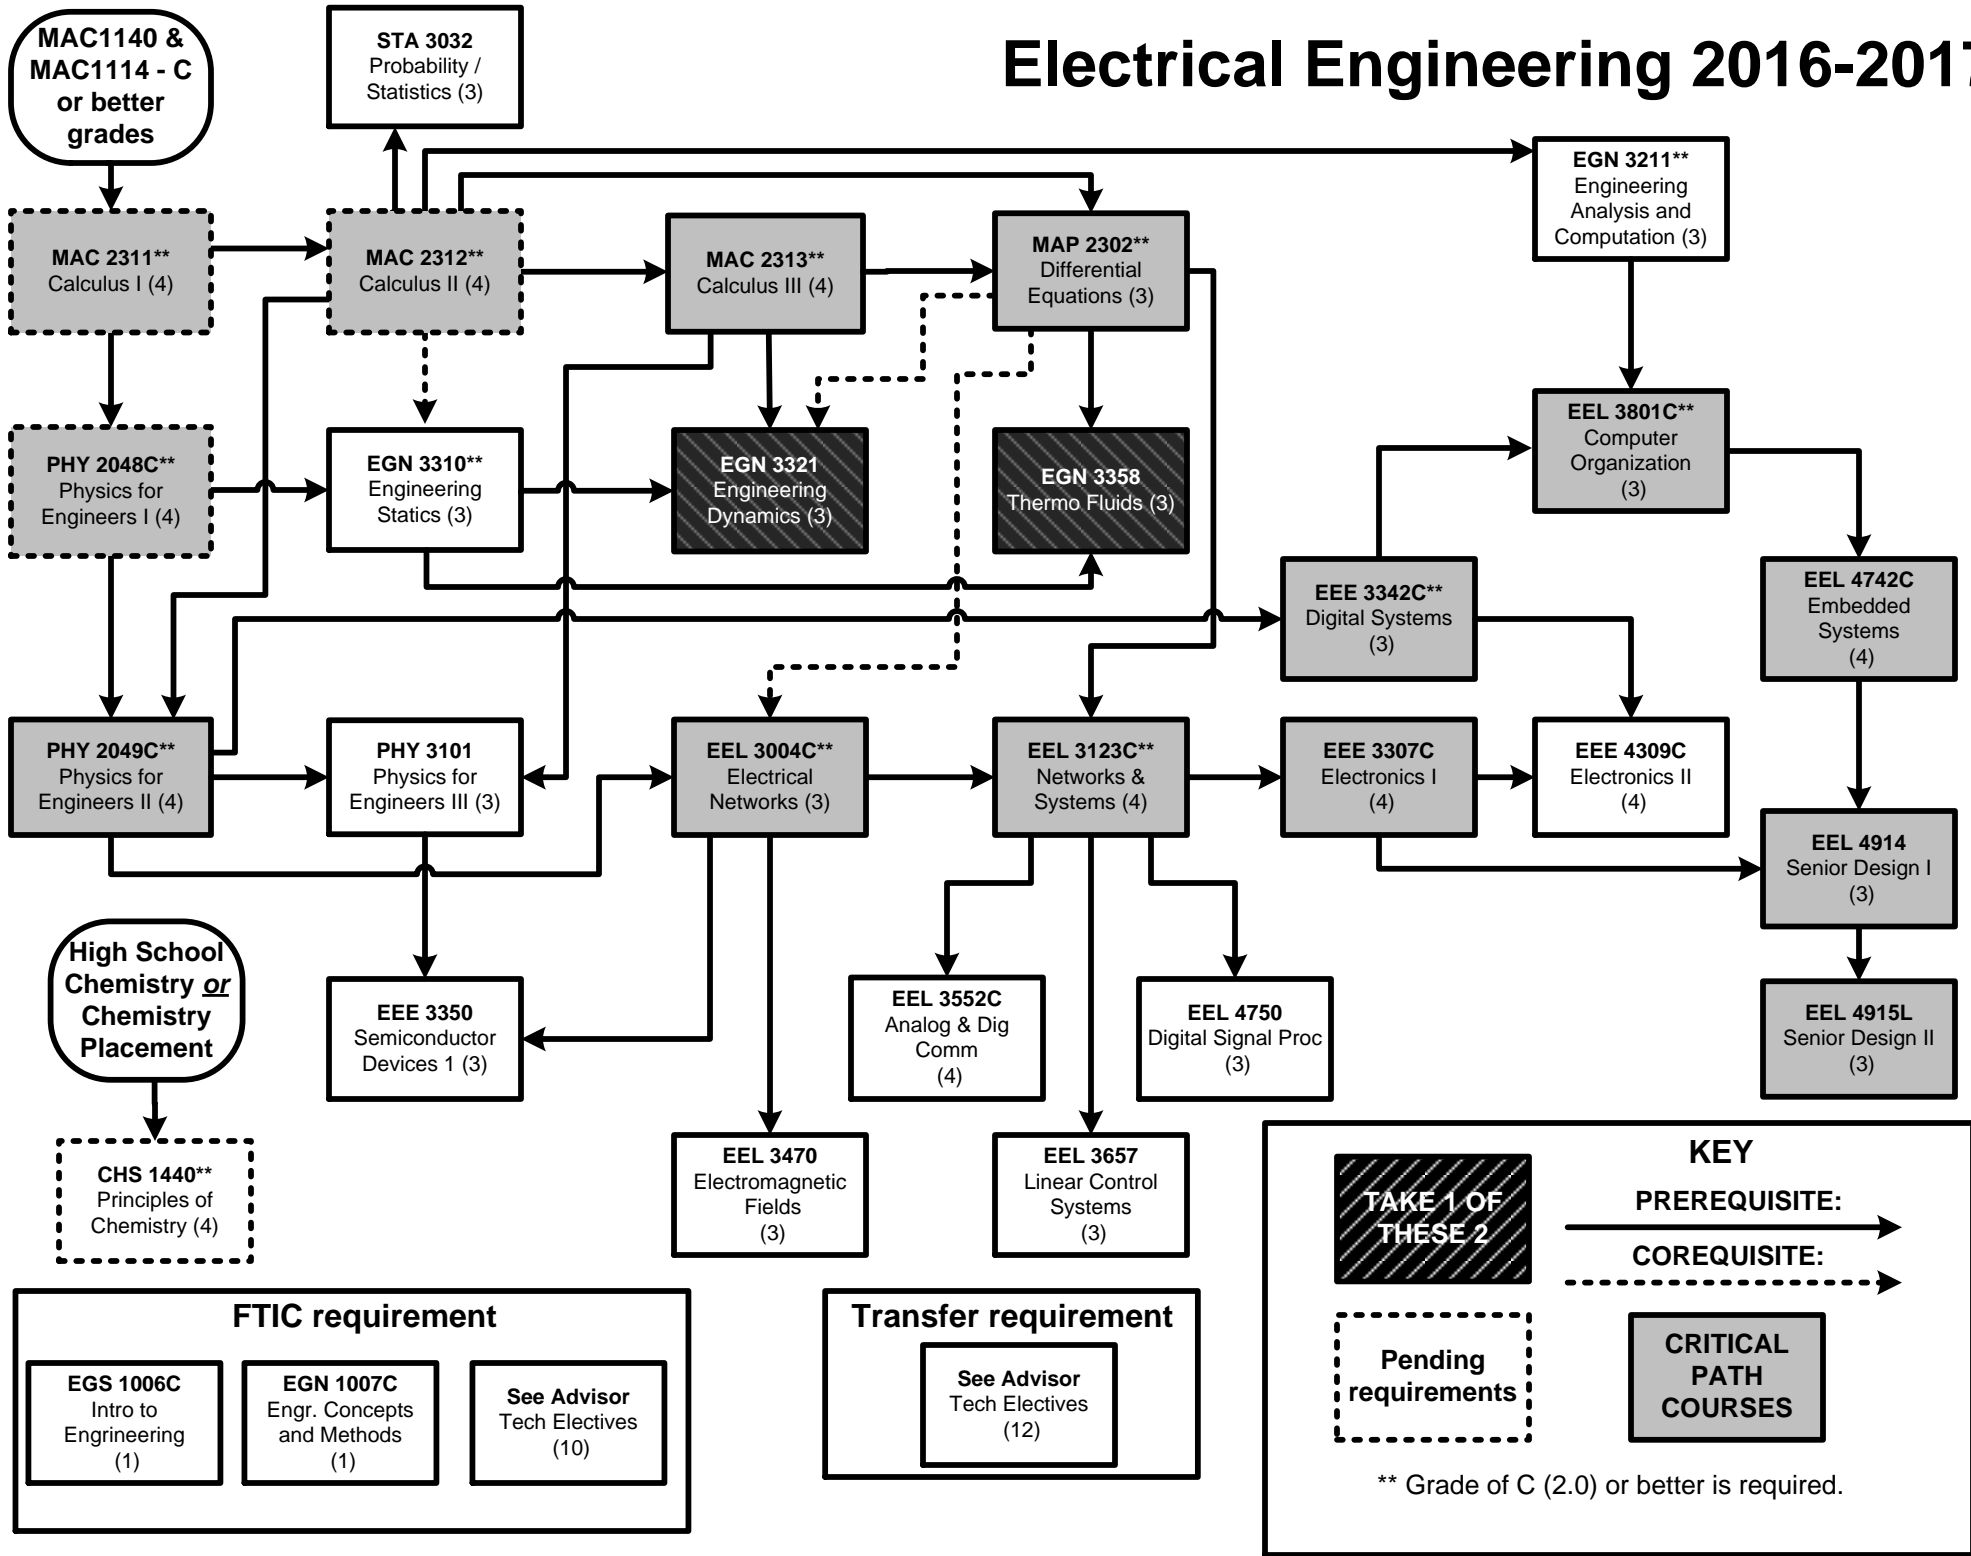 Electrical Engineering 2016-2017
MAC1140 &
MAC1114 - C
or better
grades
STA 3032
Probability /
Statistics (3)
EGN 3211**
Engineering
Analysis and
Computation (3)
MAC 2311**
Calculus I (4)
MAC 2312**
Calculus II (4)
MAC 2313**
Calculus III (4)
MAP 2302**
Differential
Equations (3)
EEL 3801C**
Computer
Organization
(3)
PHY 2048C**
Physics for
Engineers I (4)
EGN 3310**
Engineering
Statics (3)
EGN 3321
Engineering
Dynamics (3)
EGN 3358
Thermo Fluids (3)
EEE 3342C**
Digital Systems
(3)
EEL 4742C
Embedded
Systems
(4)
PHY 2049C**
Physics for
Engineers II (4)
PHY 3101
Physics for
Engineers III (3)
EEL 3004C**
Electrical
Networks (3)
EEL 3123C**
Networks &
Systems (4)
EEE 3307C
Electronics I
(4)
EEE 4309C
Electronics II
(4)
EEL 4914
Senior Design I
(3)
High School
Chemistry or
Chemistry
Placement
EEE 3350
Semiconductor
Devices 1 (3)
EEL 3552C
Analog & Dig
Comm
(4)
EEL 4750
Digital Signal Proc
(3)
EEL 4915L
Senior Design II
(3)
CHS 1440**
Principles of
Chemistry (4)
EEL 3470
Electromagnetic
Fields
(3)
EEL 3657
Linear Control
Systems
(3)
KEY
TAKE 1 OF
THESE 2
PREREQUISITE:
COREQUISITE:
Pending
requirements
CRITICAL
PATH
COURSES
** Grade of C (2.0) or better is required.
FTIC requirement
EGS 1006C
Intro to
Engrineering
(1)
EGN 1007C
Engr. Concepts
and Methods
(1)
See Advisor
Tech Electives
(10)
Transfer requirement
See Advisor
Tech Electives
(12)